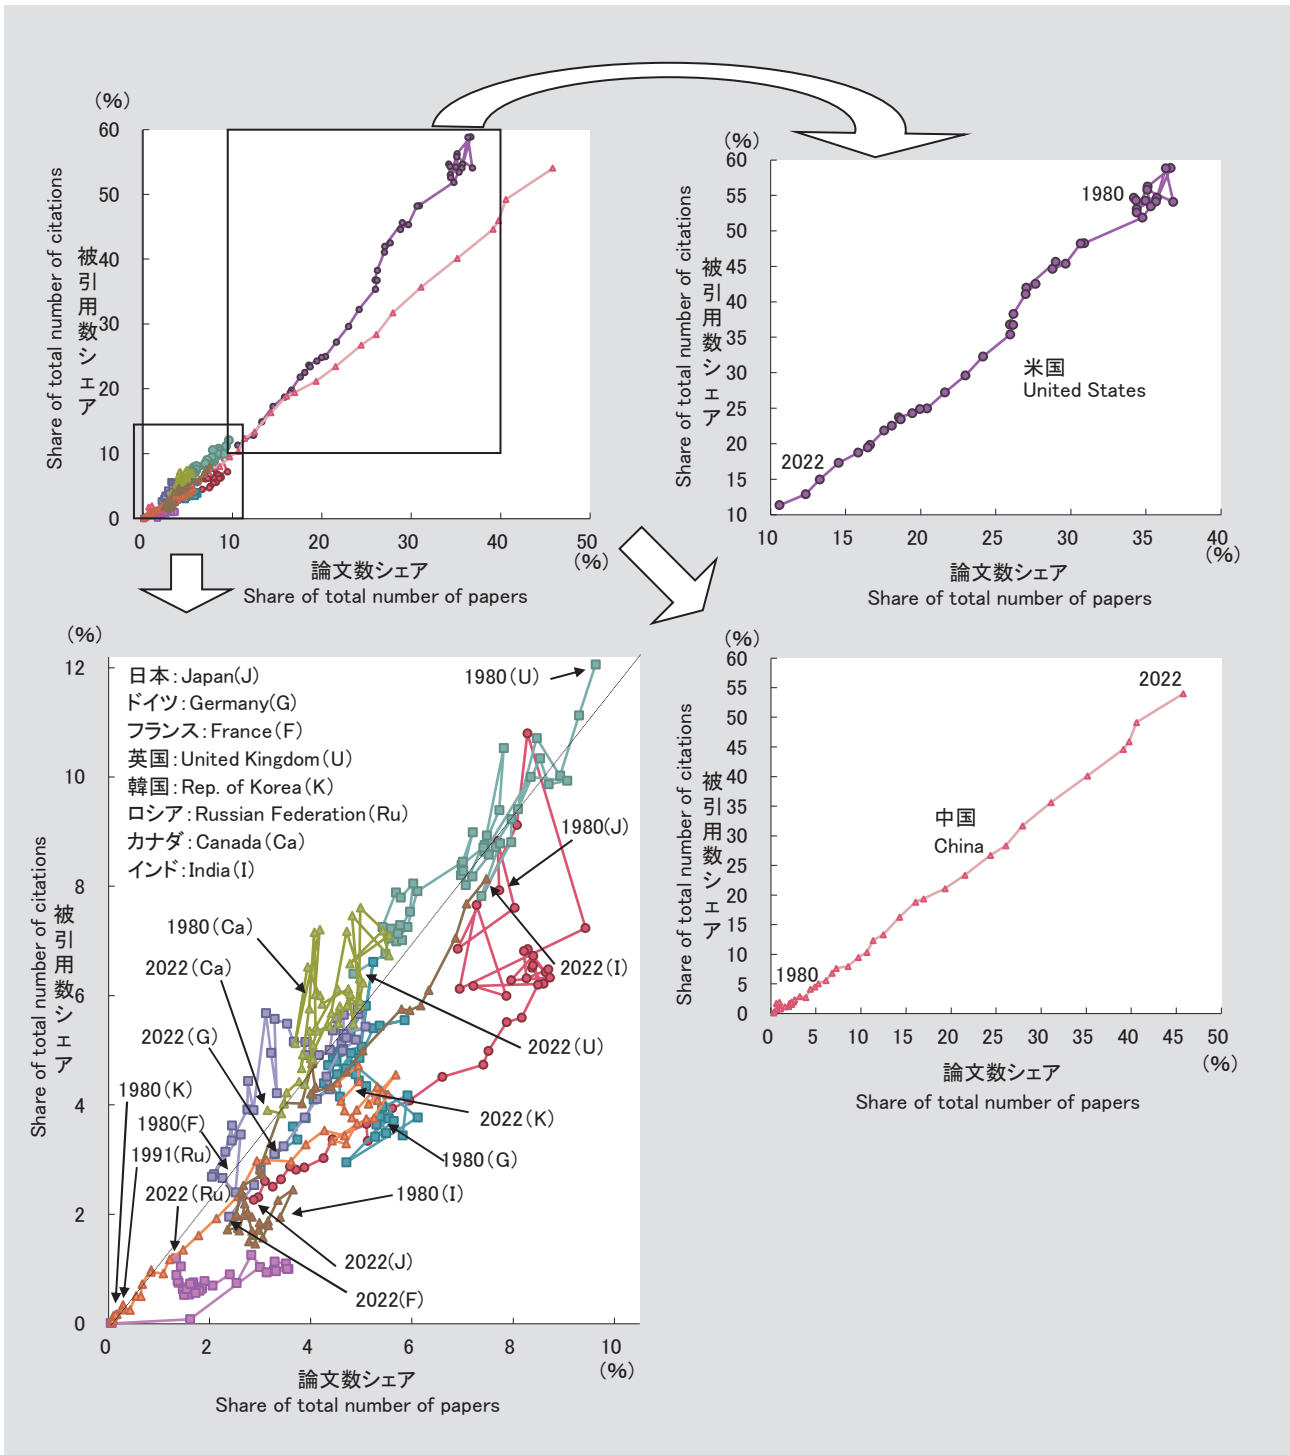 (%)
60
50
40
30
20
10
0
0
10
20
30
40
50
(%)
被引用数シェア
Share of total number of citations
論文数シェア
Share of total number of papers
(%)
60
55
50
45
40
35
30
25
20
15
10
10
15
20
25
30
35
40
(%)
被引用数シェア
Share of total number of citations
1980
米国
United States
2022
論文数シェア
Share of total number of papers
(%)
12
10
8
6
4
2
0
0
2
4
6
8
10
(%)
被引用数シェア
Share of total number of citations
日本：Japan(J)
ドイツ：Germany(G)
フランス：France(F)
英国：United Kingdom(U)
韓国：Rep. of Korea(K)
ロシア：Russian Federation(Ru)
カナダ：Canada(Ca)
インド：India(I)
1980(U)
1980(J)
1980(Ca)
2022(Ca)
2022(I)
2022(G)
2022(U)
1980(K)
2022(K)
1980(F)
1991(Ru)
1980(G)
2022(Ru)
1980(I)
2022(J)
2022(F)
論文数シェア
Share of total number of papers
(%)
60
55
50
45
40
35
30
25
20
15
10
5
0
0
5
10
15
20
25
30
35
40
45
50
(%)
被引用数シェア
Share of total number of citations
2022
中国
China
1980
論文数シェア
Share of total number of papers